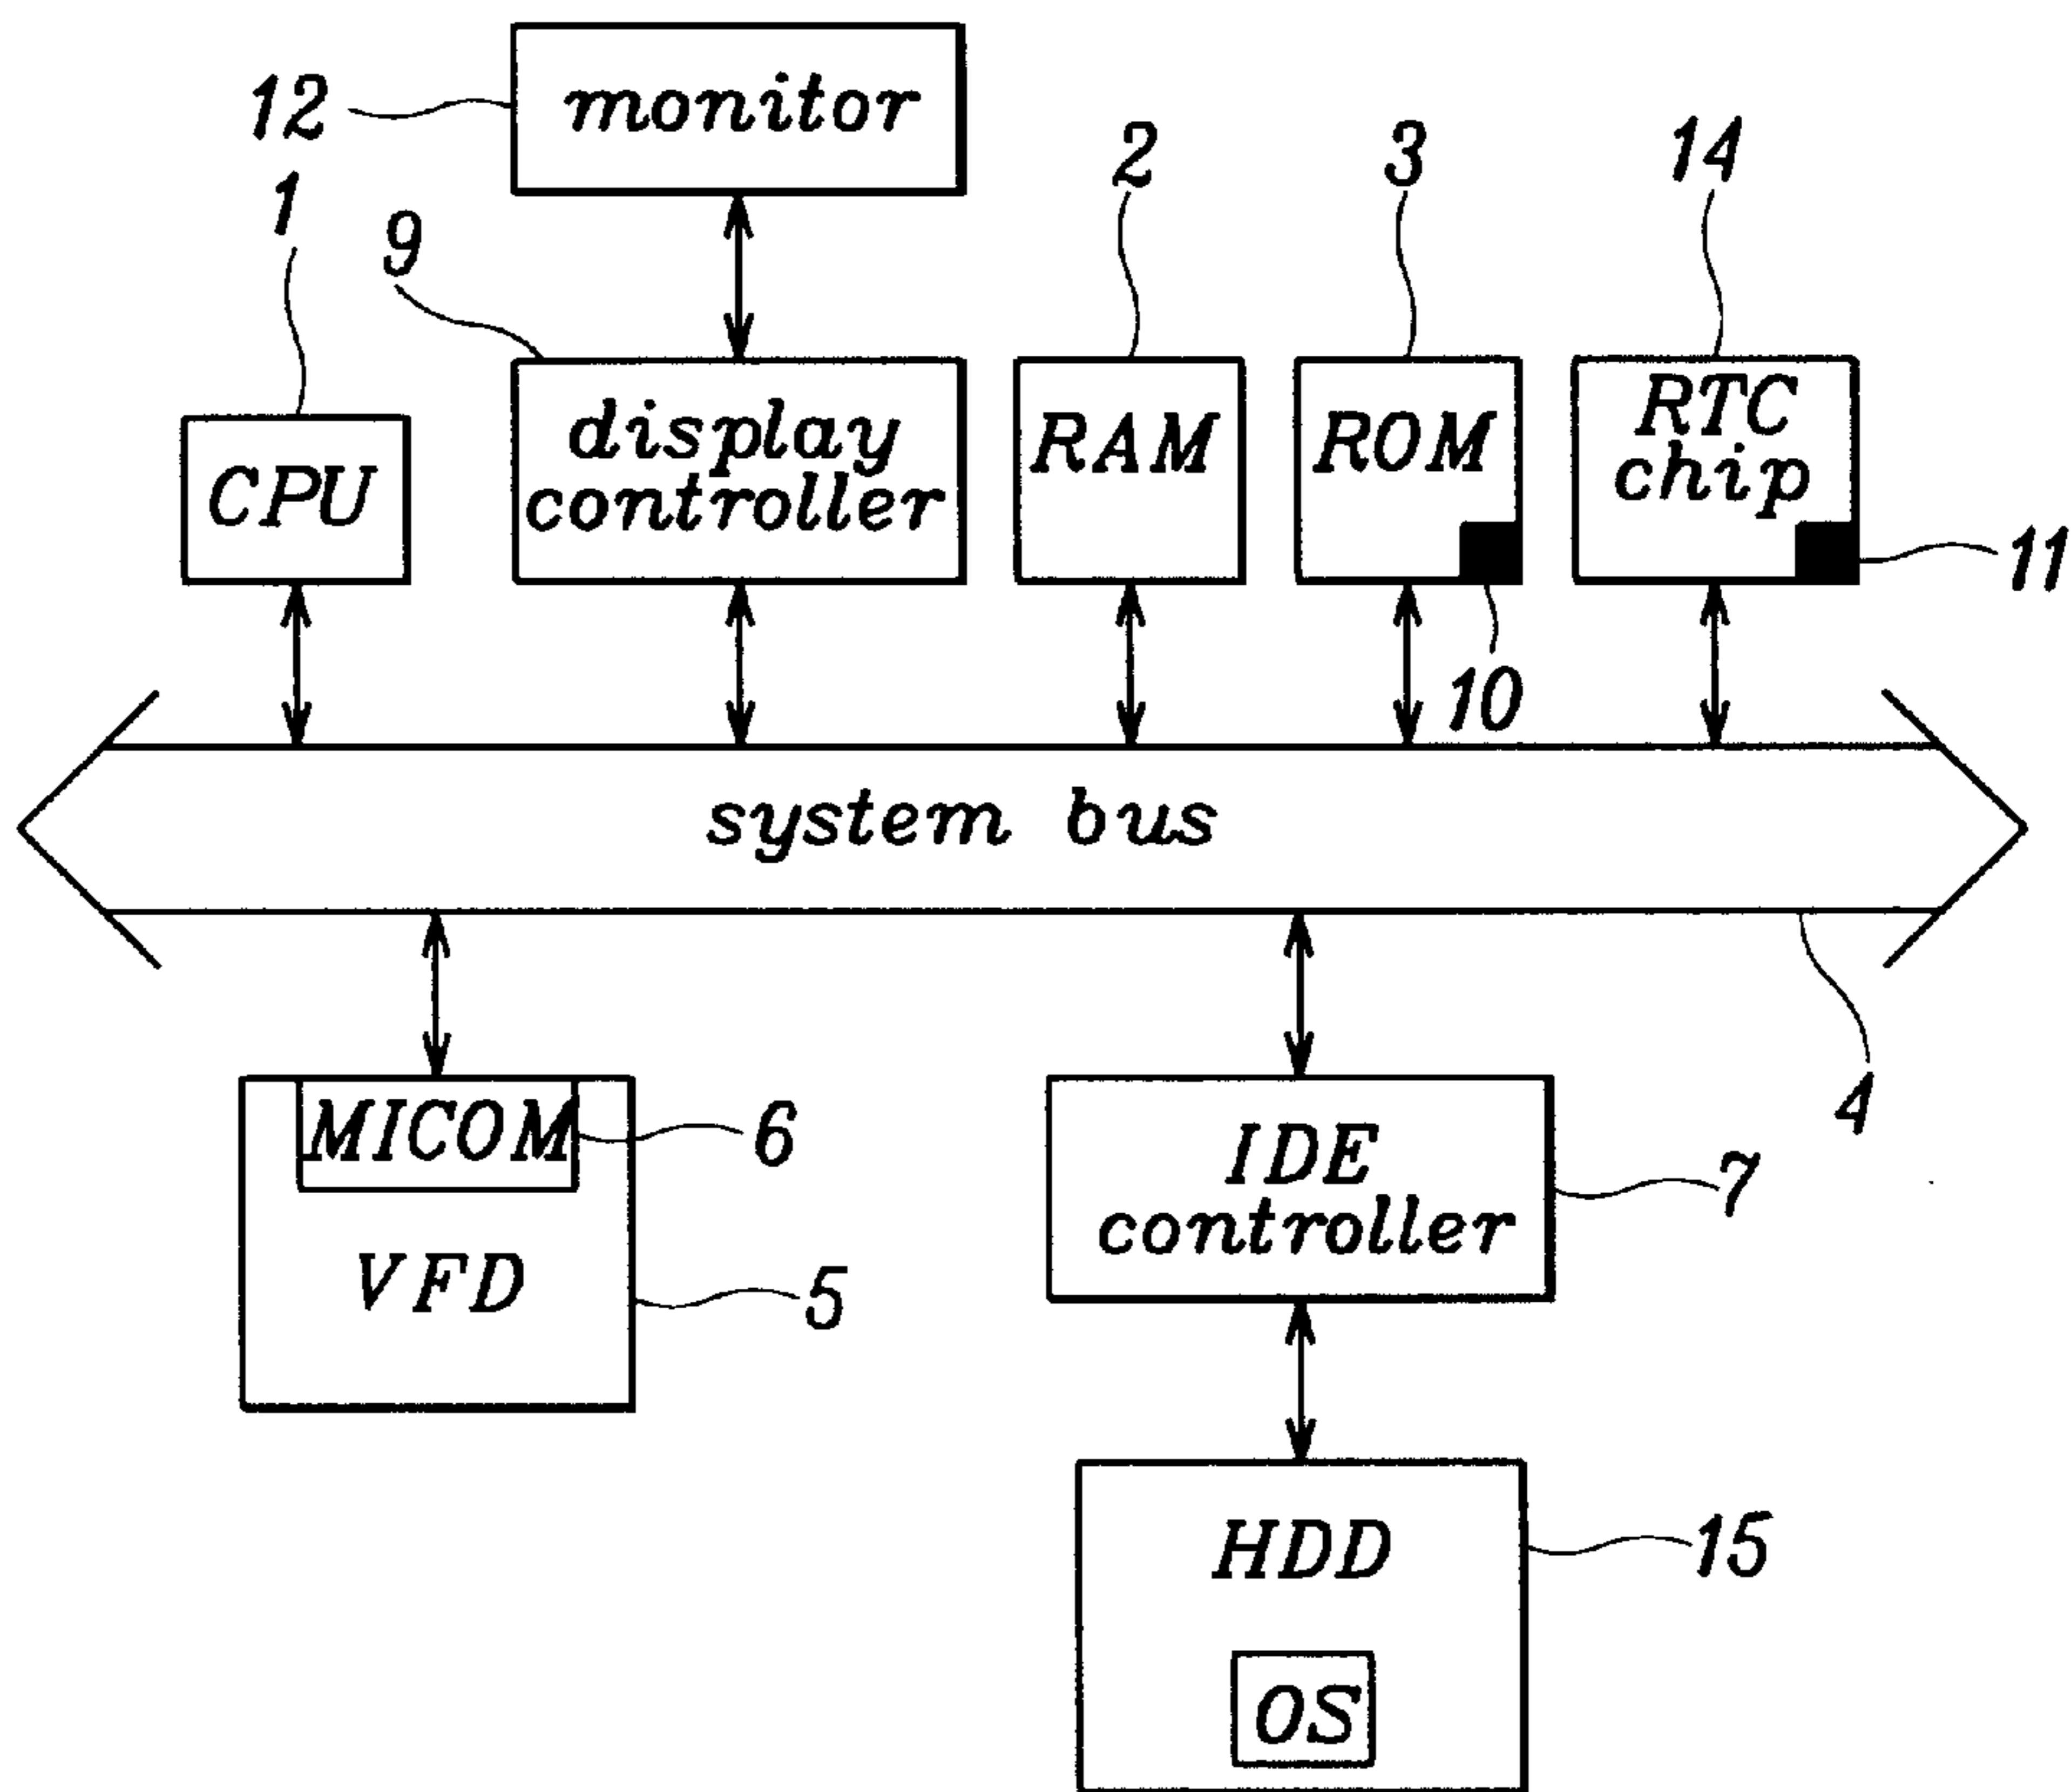 12
monitor
1
9
2
3
14
CPU
display
controller
RAM
ROM
RTC
chip
11
10
system bus
4
MICOM
6
VFD
5
IDE
controller
7
HDD
15
OS